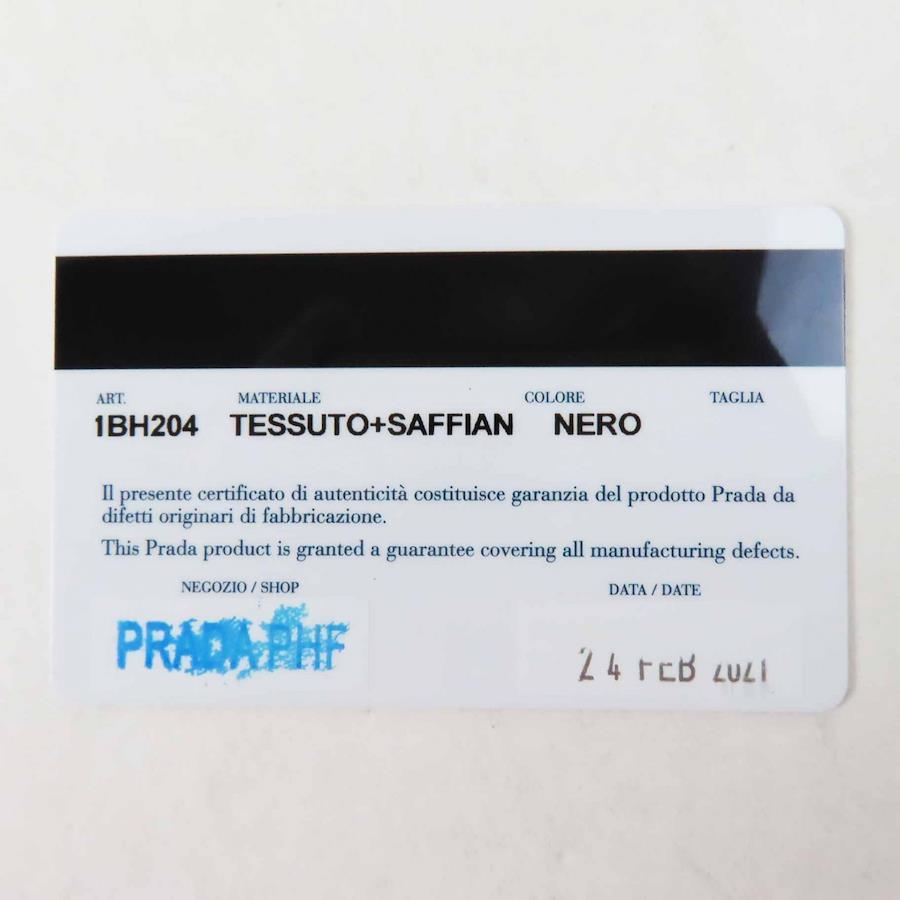 ART. MATERIALE COLORE TAGLIA
1BH204 TESSUTO+SAFFIAN NERO
Il presente certificato di autenticità costituisce garanzia del prodotto Prada da
difetti originari di fabbricazione.
This Prada product is granted a guarantee covering all manufacturing defects.
NEGOZIO / SHOP DATA / DATE
PRADA PHF 24 FEB 2021